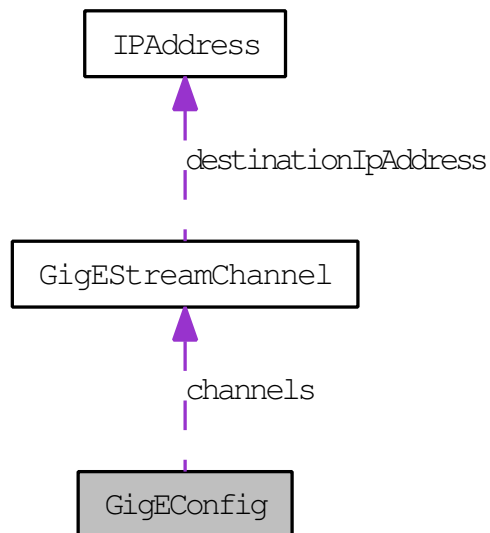 IPAddress
destinationIpAddress
GigEStreamChannel
channels
GigEConfig